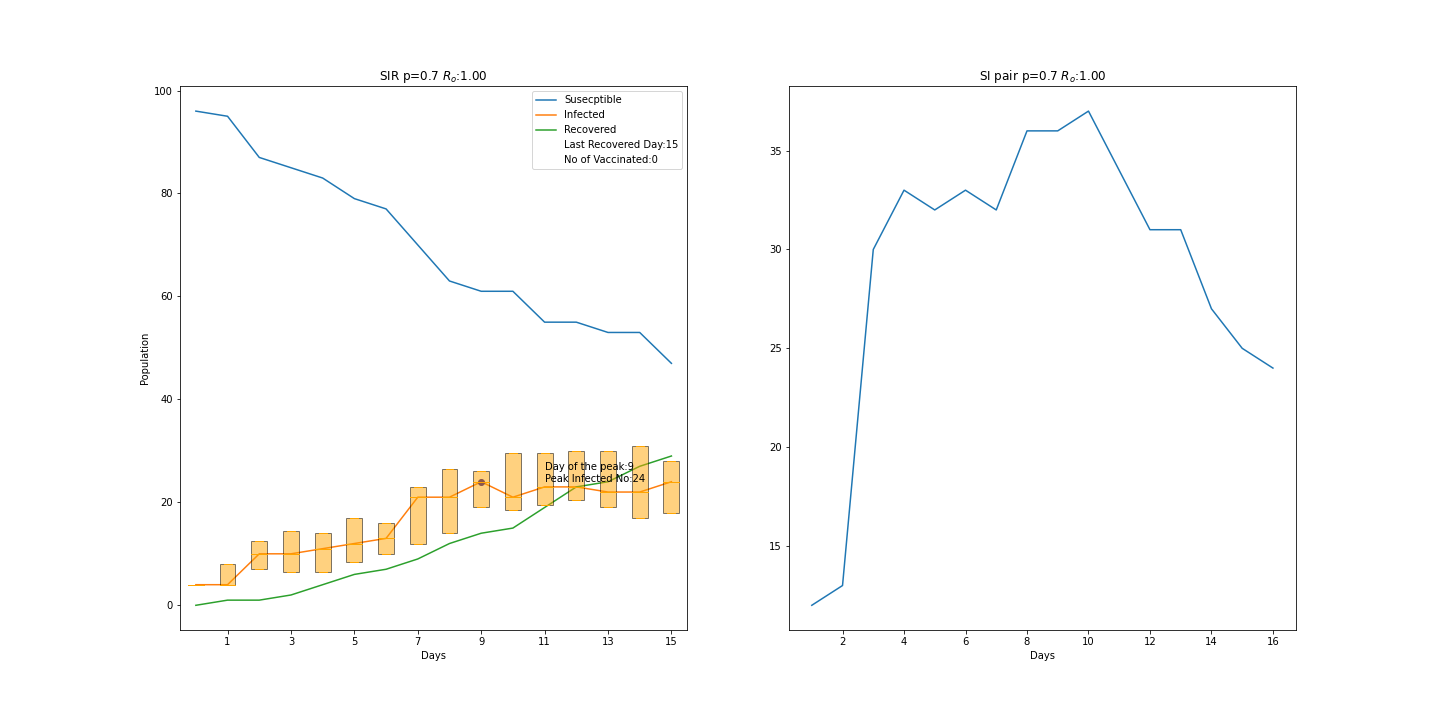 SIR p=0.7 Rₒ:1.00
100
80
60
40
20
0
Population
Susecptible
Infected
Recovered
Last Recovered Day:15
No of Vaccinated:0
Day of the peak:9
Peak Infected No:24
1 3 5 7 9 11 13 15
Days
SI pair p=0.7 Rₒ:1.00
35
30
25
20
15
2 4 6 8 10 12 14 16
Days